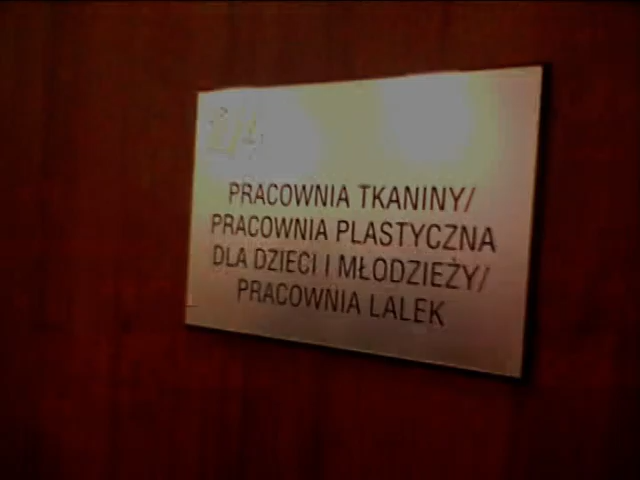 PRACOWNIA TKANINY/
PRACOWNIA PLASTYCZNA
DLA DZIECI I MŁODZIEŻY/
PRACOWNIA LALEK